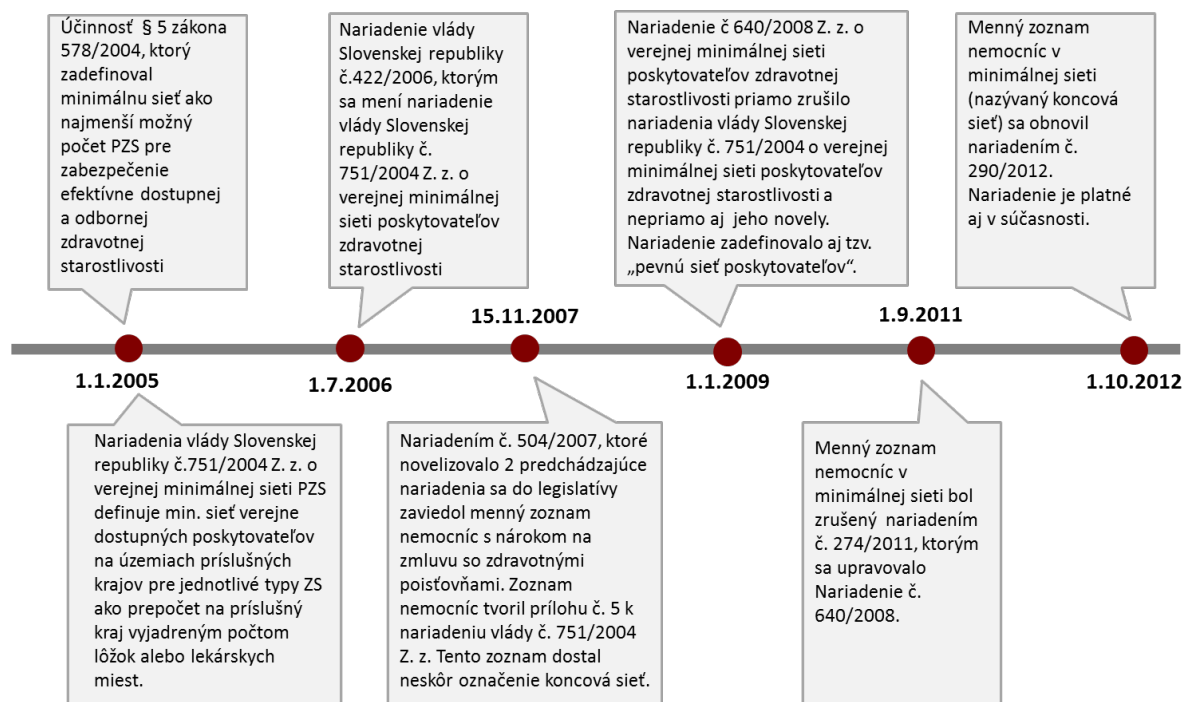 Účinnosť § 5 zákona
578/2004, ktorý
zadefinoval
minimálnu sieť ako
najmenší možný
počet PZS pre
zabezpečenie
efektívne dostupnej
a odbornej
zdravotnej
starostlivosti
Nariadenie vlády
Slovenskej republiky
č.422/2006, ktorým
sa mení nariadenie
vlády Slovenskej
republiky č.
751/2004 Z. z. o
verejnej minimálnej
sieti poskytovateľov
zdravotnej
starostlivosti
Nariadenie č 640/2008 Z. z. o
verejnej minimálnej sieti
poskytovateľov zdravotnej
starostlivosti priamo zrušilo
nariadenia vlády Slovenskej
republiky č. 751/2004 o verejnej
minimálnej sieti poskytovateľov
zdravotnej starostlivosti a
nepriamo aj jeho novely.
Nariadenie zadefinovalo aj tzv.
„pevnú sieť poskytovateľov“.
Menný zoznam
nemocníc v
minimálnej sieti
(nazývaný koncová
sieť) sa obnovil
nariadením č.
290/2012.
Nariadenie je platné
aj v súčasnosti.
15.11.2007
1.9.2011
1.1.2005
1.7.2006
1.1.2009
1.10.2012
Nariadenia vlády Slovenskej
republiky č.751/2004 Z. z. o
verejnej minimálnej sieti PZS
definuje min. sieť verejne
dostupných poskytovateľov
na územiach príslušných
krajov pre jednotlivé typy ZS
ako prepočet na príslušný
kraj vyjadreným počtom
lôžok alebo lekárskych
miest.
Nariadením č. 504/2007, ktoré
novelizovalo 2 predchádzajúce
nariadenia sa do legislatívy
zaviedol menný zoznam
nemocníc s nárokom na
zmluvu so zdravotnými
poisťovňami. Zoznam
nemocníc tvoril prílohu č. 5 k
nariadeniu vlády č. 751/2004
Z. z. Tento zoznam dostal
neskôr označenie koncová sieť.
Menný zoznam
nemocníc v
minimálnej sieti bol
zrušený nariadením
č. 274/2011, ktorým
sa upravovalo
Nariadenie č.
640/2008.